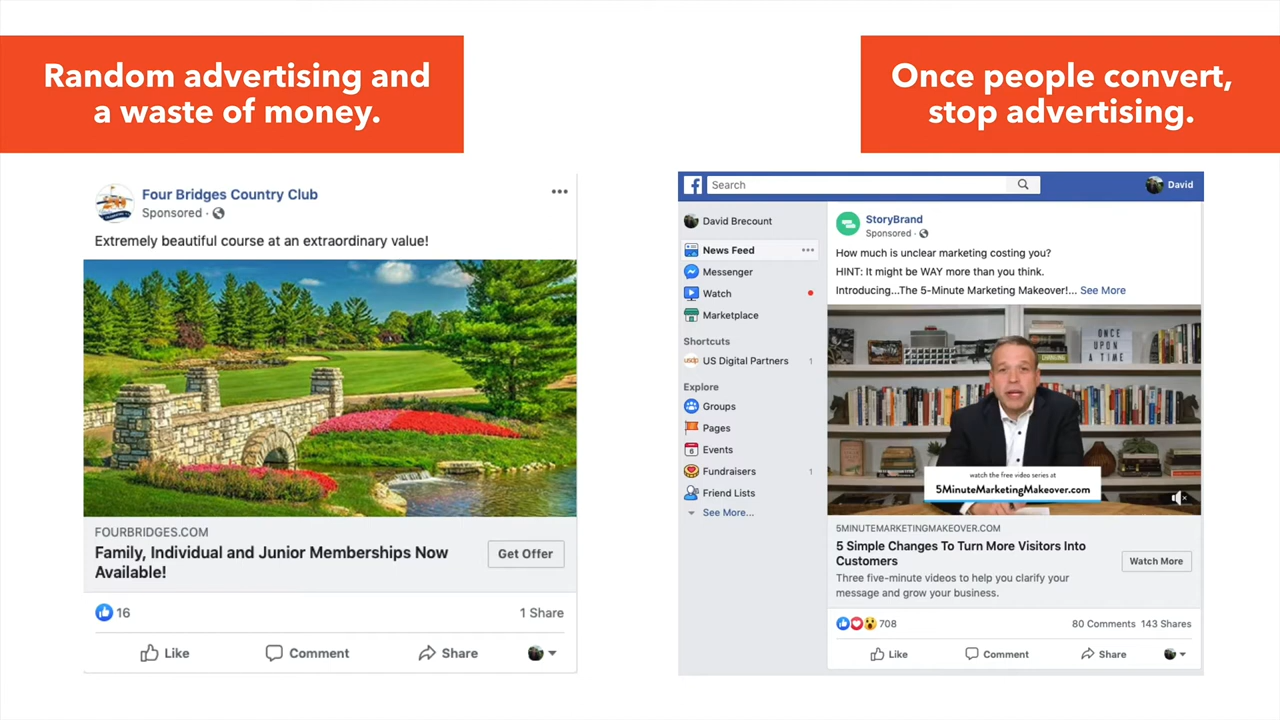 Random advertising and
a waste of money.
Once people convert,
stop advertising.
Four Bridges Country Club
Sponsored ·
Extremely beautiful course at an extraordinary value!
FOURBRIDGES.COM
Family, Individual and Junior Memberships Now
Available!
Get Offer
16
1 Share
Like
Comment
Share
Search
David
David Brecount
News Feed
Messenger
Watch
Marketplace
Shortcuts
usdp
US Digital Partners 1
Explore
Groups
Pages
6
Events
Fundraisers 1
Friend Lists
See More...
StoryBrand
Sponsored ·
How much is unclear marketing costing you?
HINT: It might be WAY more than you think.
Introducing...The 5-Minute Marketing Makeover!... See More
ONCE
UPON
A TIME
CHANGING
watch the free video series at
5MinuteMarketingMakeover.com
5MINUTEMARKETINGMAKEOVER.COM
5 Simple Changes To Turn More Visitors Into
Customers
Three five-minute videos to help you clarify your
message and grow your business.
Watch More
708
80 Comments 143 Shares
Like
Comment
Share